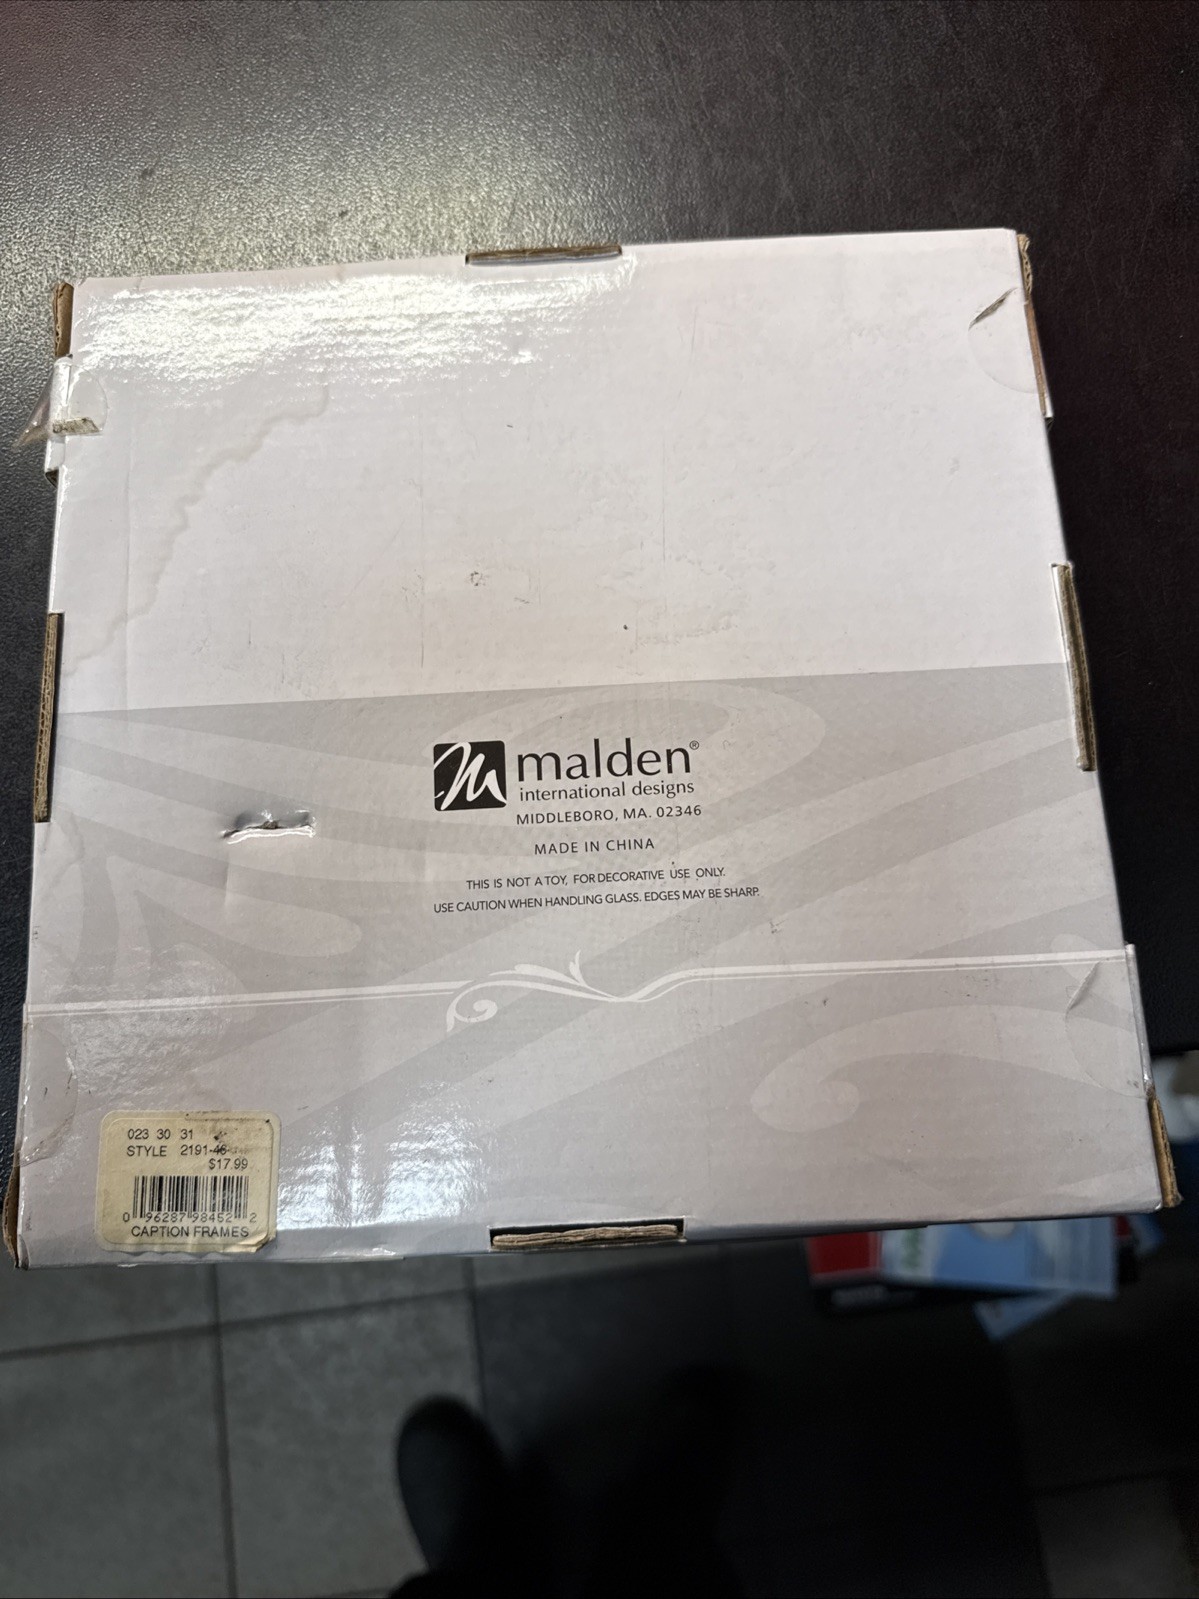 malden®
international designs
MIDDLEBORO, MA. 02346
MADE IN CHINA
THIS IS NOT A TOY, FOR DECORATIVE USE ONLY.
USE CAUTION WHEN HANDLING GLASS. EDGES MAY BE SHARP.
023 30 31
STYLE 2191-46
$17.99
0 96287 98452 2
CAPTION FRAMES